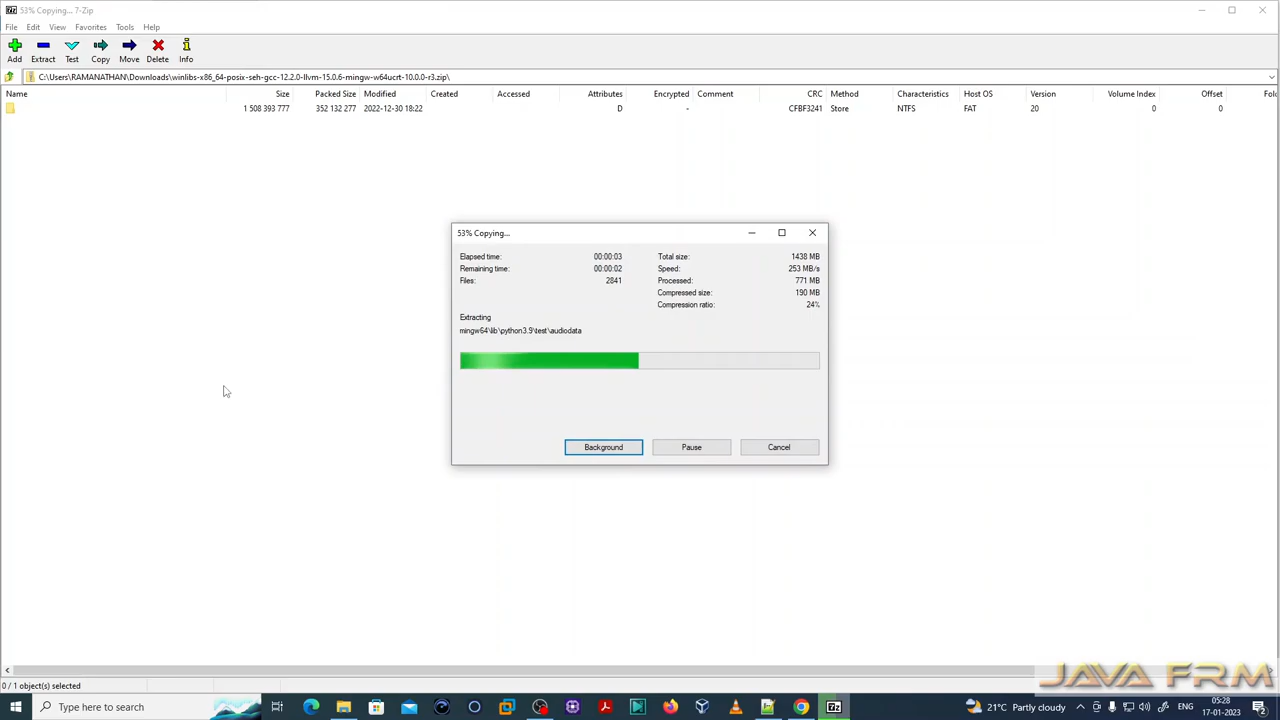 53% Copying... 7-Zip
File Edit View Favorites Tools Help
Add Extract Test Copy Move Delete Info
C:\Users\RAMANATHAN\Downloads\winlibs-x86_64-posix-seh-gcc-12.2.0-llvm-15.0.6-mingw-w64ucrt-10.0.0-r3.zip\
Name Size Packed Size Modified Created Accessed Attributes Encrypted Comment CRC Method Characteristics Host OS Version Volume Index Offset Fol
1 508 393 777 352 132 277 2022-12-30 18:22 D - CFBF3241 Store NTFS FAT 20 0 0
53% Copying...
Elapsed time: 00:00:03 Total size: 1438 MB
Remaining time: 00:00:02 Speed: 253 MB/s
Files: 2841 Processed: 771 MB
Compressed size: 190 MB
Compression ratio: 24%
Extracting
mingw64\lib\python3.9\test\audiodata
Background Pause Cancel
0 / 1 object(s) selected
JAVA FRM
Type here to search
21°C Partly cloudy
05:28
17-01-2023